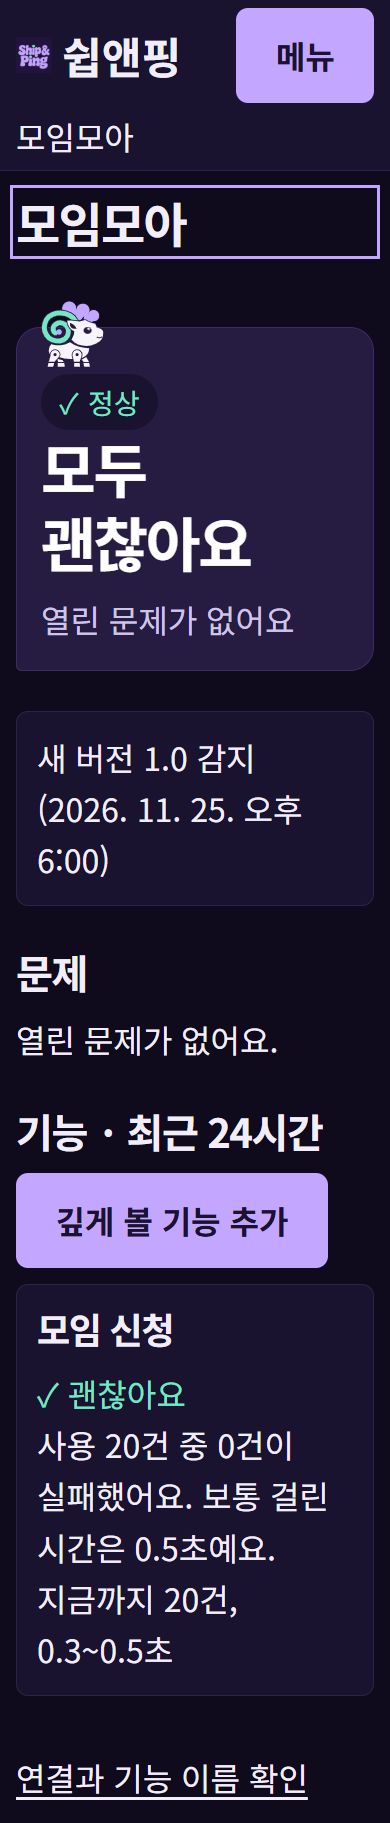 Ship&
Ping
쉽앤핑
메뉴
모임모아
모임모아
✓ 정상
모두
괜찮아요
열린 문제가 없어요
새 버전 1.0 감지
(2026. 11. 25. 오후
6:00)
문제
열린 문제가 없어요.
기능 · 최근 24시간
깊게 볼 기능 추가
모임 신청
✓ 괜찮아요
사용 20건 중 0건이
실패했어요. 보통 걸린
시간은 0.5초예요.
지금까지 20건,
0.3~0.5초
연결과 기능 이름 확인